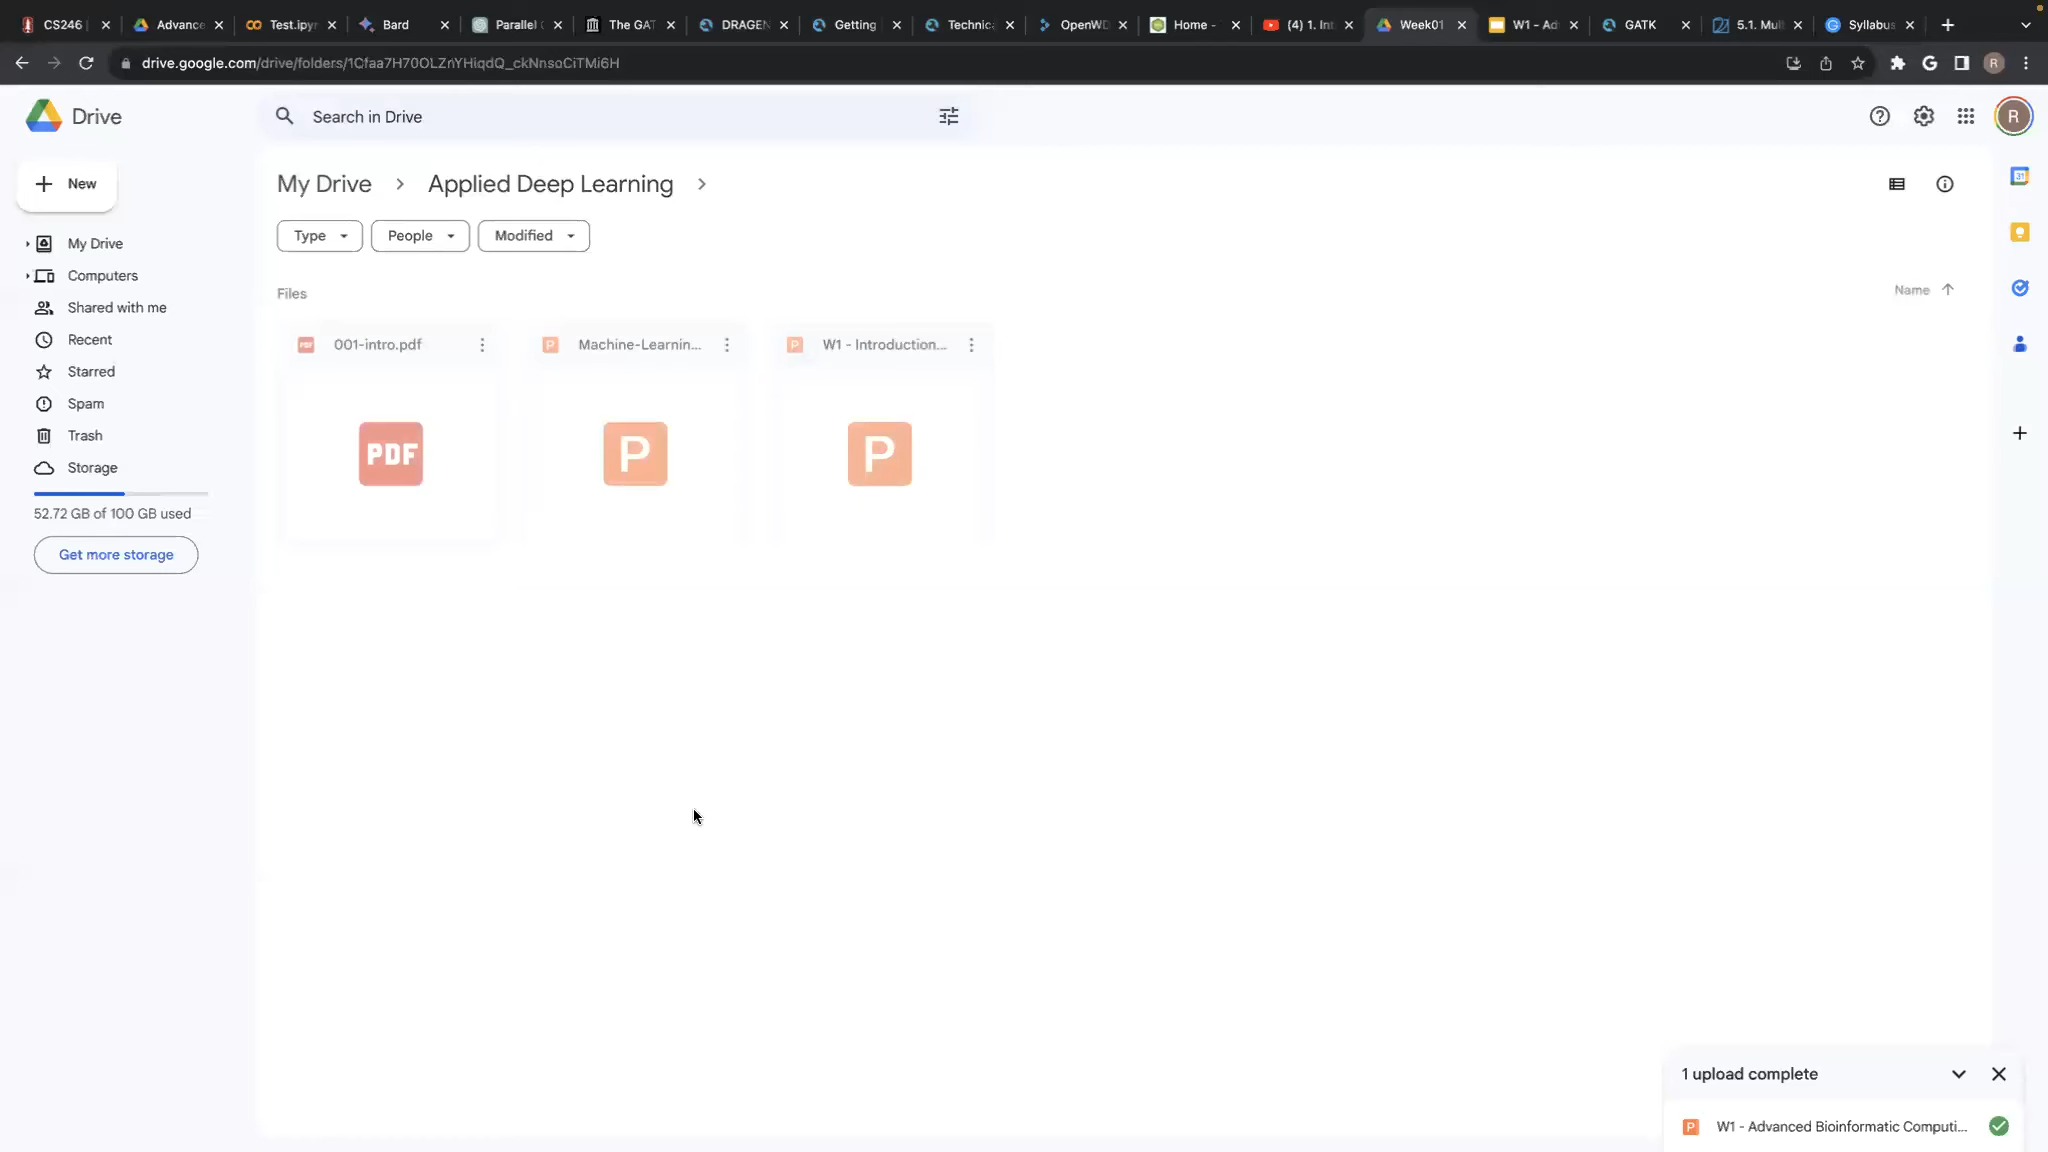 CS246 Advance Test.ipyn Bard Parallel The GAT DRAGEN Getting Technic OpenWD Home - (4) 1. Int Week01 W1 - Ad GATK 5.1. Mul Syllabus
drive.google.com/drive/folders/1Cfaa7H70OLZnYHiqdQ_ckNnsoCiTMi6H R
Drive Search in Drive R
New My Drive Applied Deep Learning
31
Type People Modified
My Drive
Computers
Shared with me
Recent
Starred
Spam
Trash
Storage
52.72 GB of 100 GB used
Get more storage
Files Name
PDF 001-intro.pdf P Machine-Learnin... P W1 - Introduction...
PDF P P
1 upload complete
P W1 - Advanced Bioinformatic Computi...